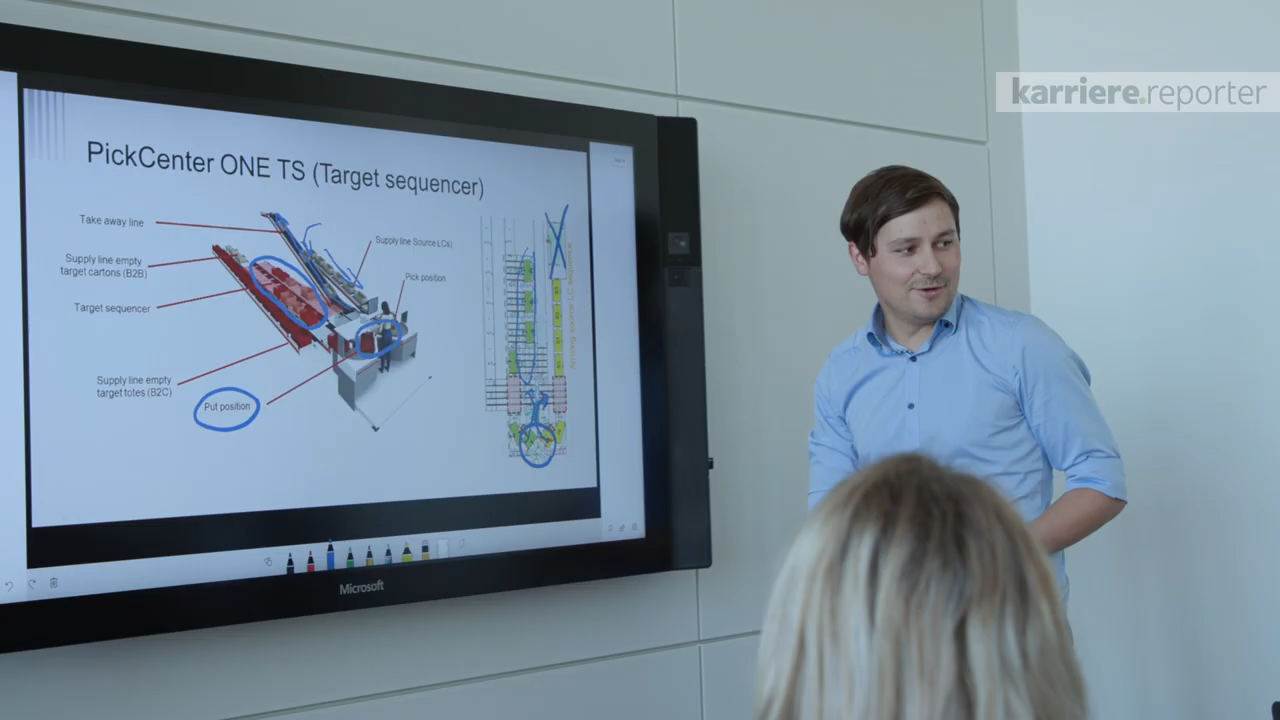 karriere.reporter
PickCenter ONE TS (Target sequencer)
Take away line
Supply line Source LCs)
Supply line empty
target cartons (B2B)
Pick position
Target sequencer
Supply line empty
target totes (B2C)
Put position
Microsoft